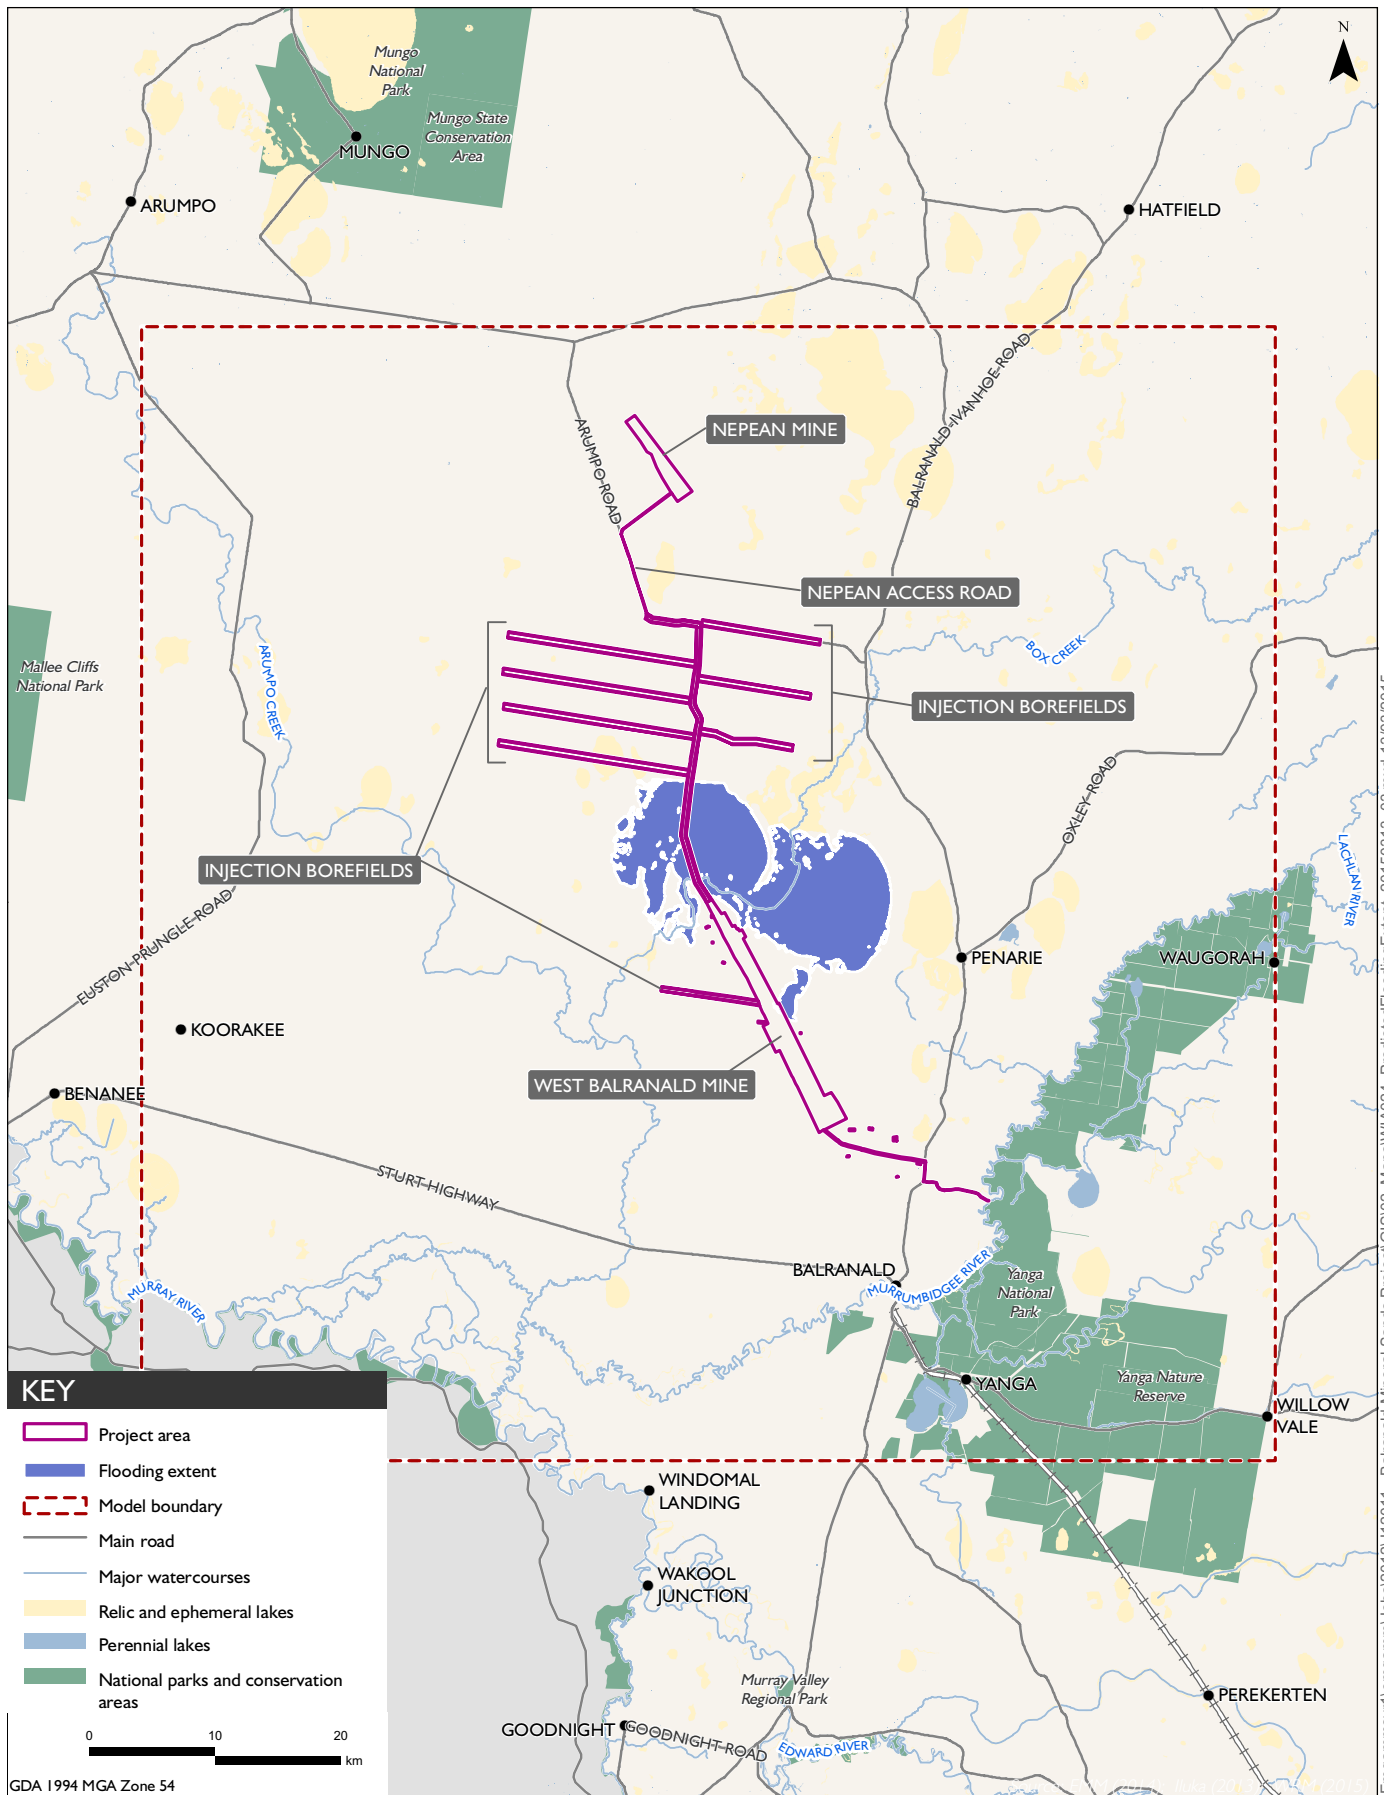 N
Mungo
National
Park
Mungo State
Conservation
Area
MUNGO
ARUMPO
HATFIELD
BALRANALD-IVANHOE-ROAD
NEPEAN MINE
ARUMPO-ROAD
NEPEAN ACCESS ROAD
BOX CREEK
ARUMPO CREEK
Mallee Cliffs
National Park
INJECTION BOREFIELDS
OXLEY-ROAD
LACHLAN RIVER
INJECTION BOREFIELDS
EUSTON-PRUNGLE-ROAD
PENARIE
WAUGORAH
KOORAKEE
WEST BALRANALD MINE
BENANEE
STURT-HIGHWAY
BALRANALD
MURRUMBIDGEE RIVER
Yanga
National
Park
MURRAY RIVER
YANGA
Yanga Nature
Reserve
WILLOW
VALE
WINDOMAL
LANDING
WAKOOL
JUNCTION
Murray Valley
Regional Park
PEREKERTEN
GOODNIGHT
GOODNIGHT-ROAD
EDWARD RIVER
KEY
Project area
Flooding extent
Model boundary
Main road
Major watercourses
Relic and ephemeral lakes
Perennial lakes
National parks and conservation
areas
0 10 20
km
GDA 1994 MGA Zone 54